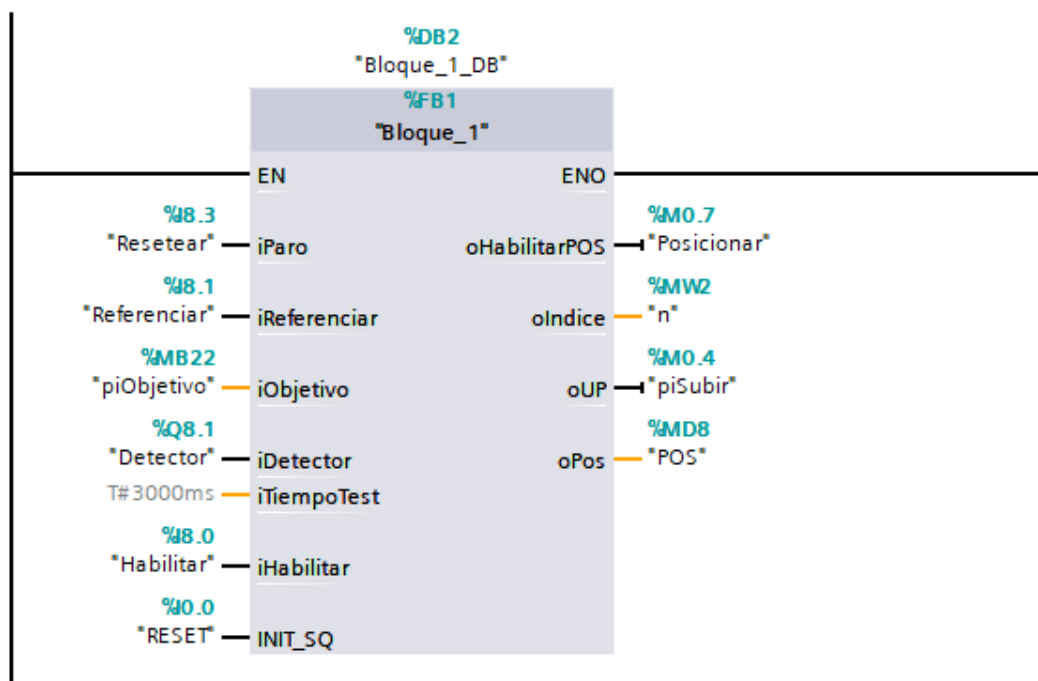 %DB2
"Bloque_1_DB"
%FB1
"Bloque_1"
EN ENO
%I8.3
"Resetear" iParo
oHabilitarPOS
%M0.7
"Posicionar"
%I8.1
"Referenciar" iReferenciar
oIndice
%MW2
"n"
%MB22
"piObjetivo" iObjetivo
oUP
%M0.4
"piSubir"
%Q8.1
"Detector" iDetector
oPos
%MD8
"POS"
T#3000ms iTiempoTest
%I8.0
"Habilitar" iHabilitar
%I0.0
"RESET" INIT_SQ